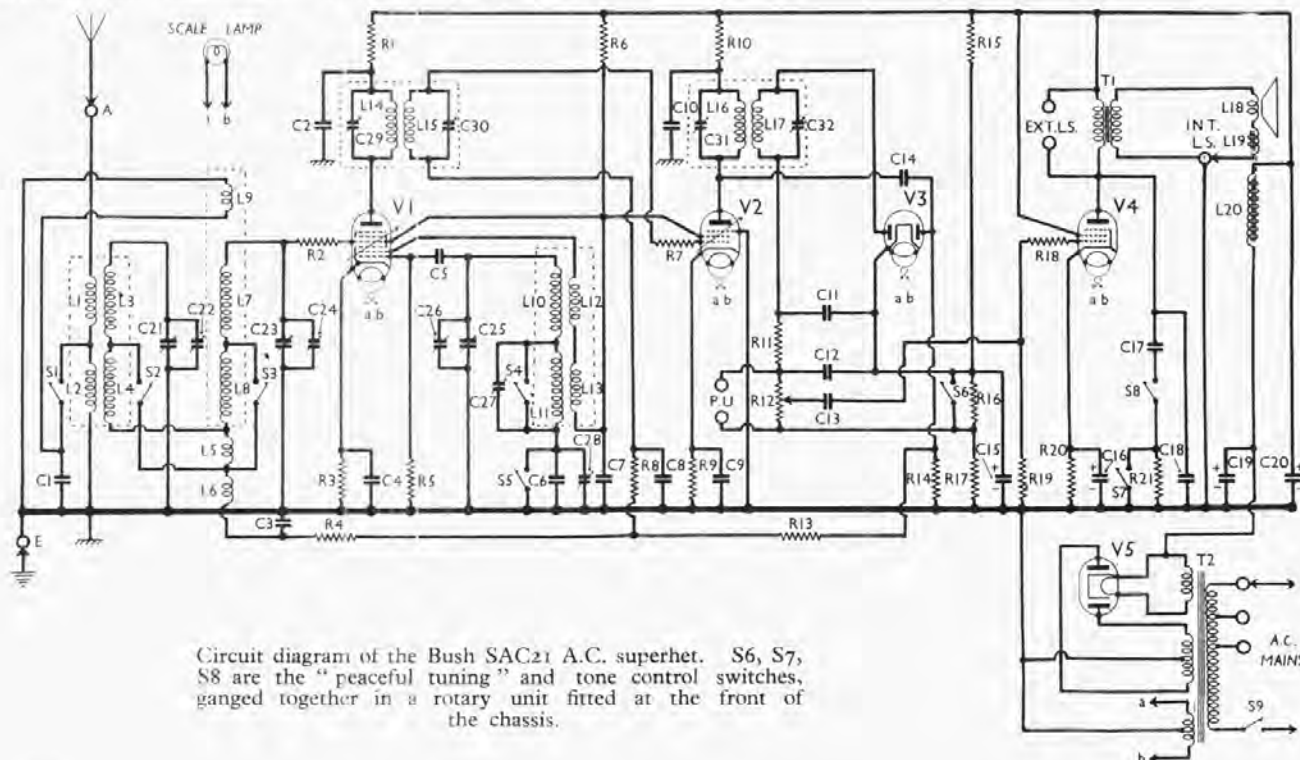 SCALE LAMP
a b
A
R1
R6
R10
R15
C2
L14
C29
L15
C30
C10
L16
C31
L17
C32
T1
EXT.LS.
INT.
L.S.
L18
L19
L20
C14
V1
V2
V3
V4
L9
R2
C5
R7
R18
a b
a b
a b
a b
L1
L3
C21
C22
L7
C23
C24
C26
C25
L10
L12
C11
R11
C12
C17
S1
L2
L4
S2
L8
S3
S4
C27
L11
L13
P.U
R12
C13
S6
R16
S8
L5
L6
C1
C3
R3
C4
R5
S5
C6
C28
C7
R8
C8
R9
C9
R14
R17
C15
R19
R20
C16
S7
R21
C18
C19
C20
E
R4
R13
V5
T2
A.C.
MAINS
a
b
S9
Circuit diagram of the Bush SAC21 A.C. superhet. S6, S7,
S8 are the "peaceful tuning" and tone control switches,
ganged together in a rotary unit fitted at the front of
the chassis.